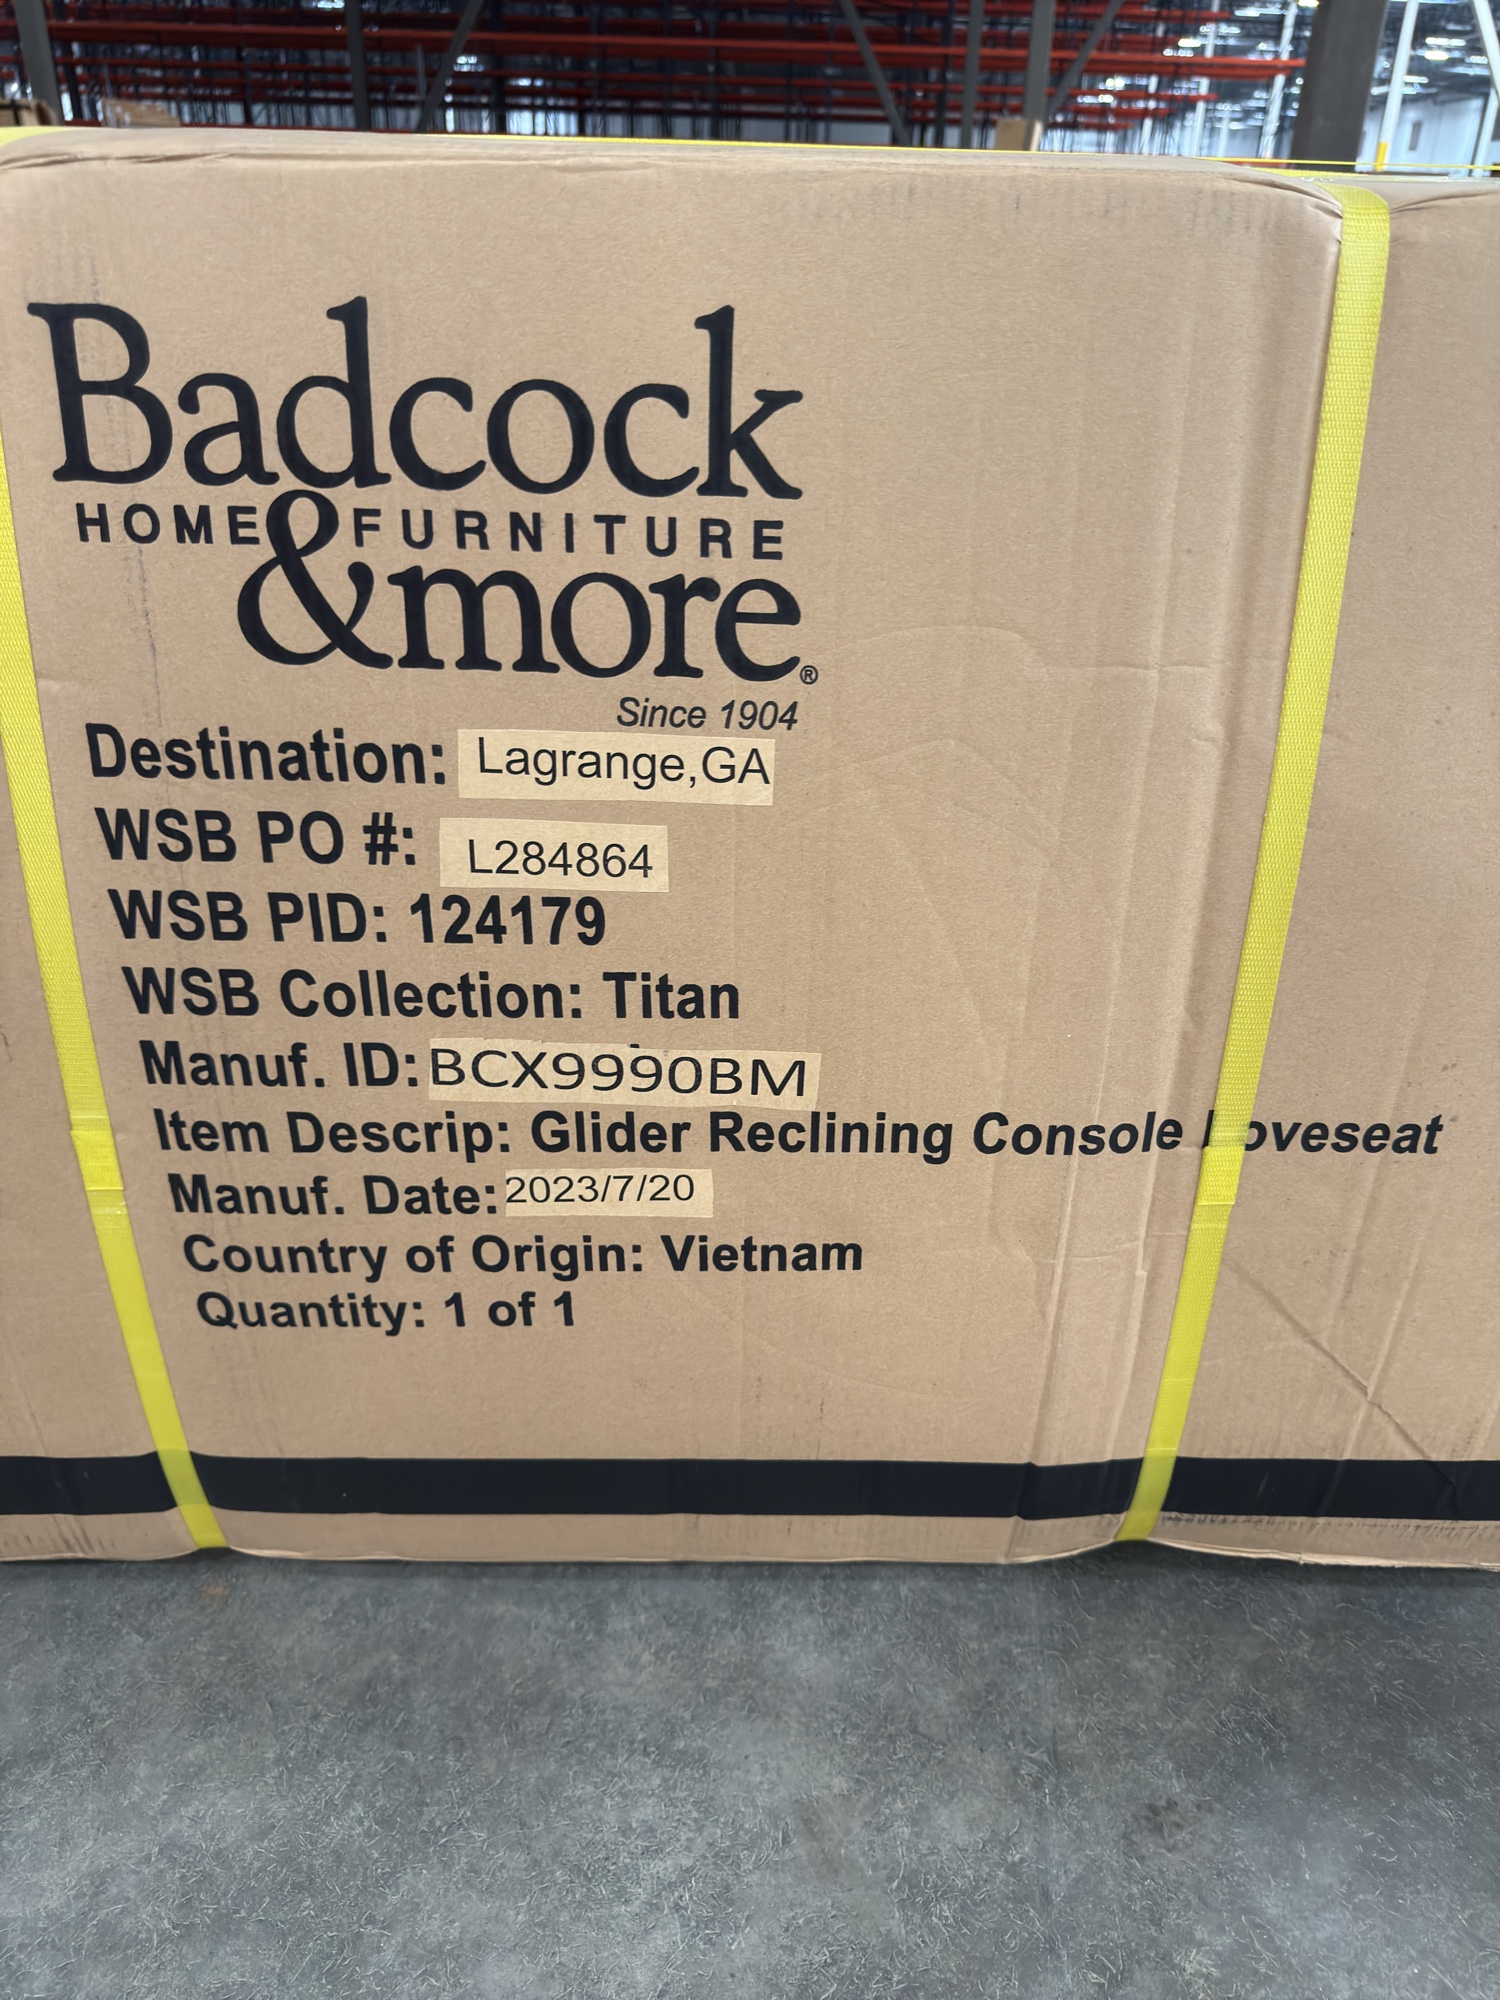 Badcock
HOME FURNITURE
&more®
Since 1904
Destination: Lagrange,GA
WSB PO #: L284864
WSB PID: 124179
WSB Collection: Titan
Manuf. ID: BCX9990BM
Item Descrip: Glider Reclining Console Loveseat
Manuf. Date: 2023/7/20
Country of Origin: Vietnam
Quantity: 1 of 1